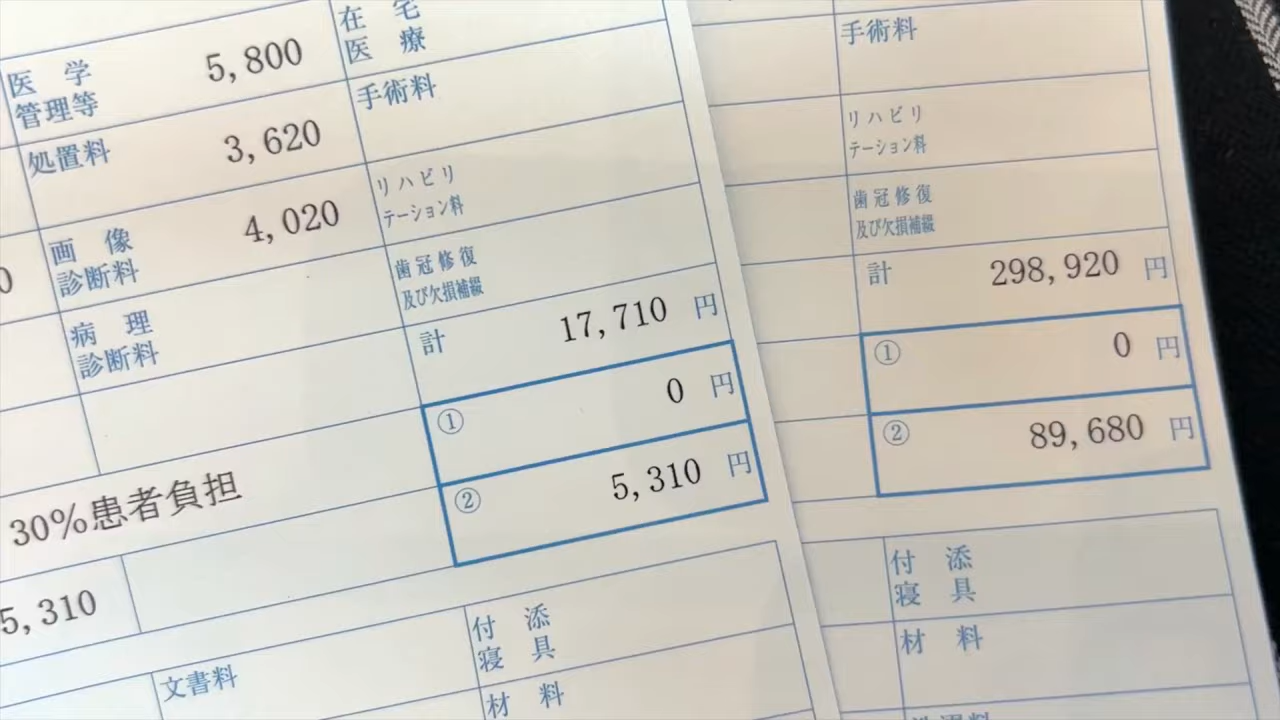 在宅
医療
医学
管理等
5,800
手術料
処置料
3,620
リハビリ
テーション料
画像
診断料
4,020
歯冠修復
及び欠損補綴
0
病理
診断料
計
17,710 円
①
0 円
30%患者負担
②
5,310 円
5,310
付添
寝具
文書料
材料
手術料
リハビリ
テーション料
歯冠修復
及び欠損補綴
計
298,920 円
①
0 円
②
89,680 円
付添
寝具
材料